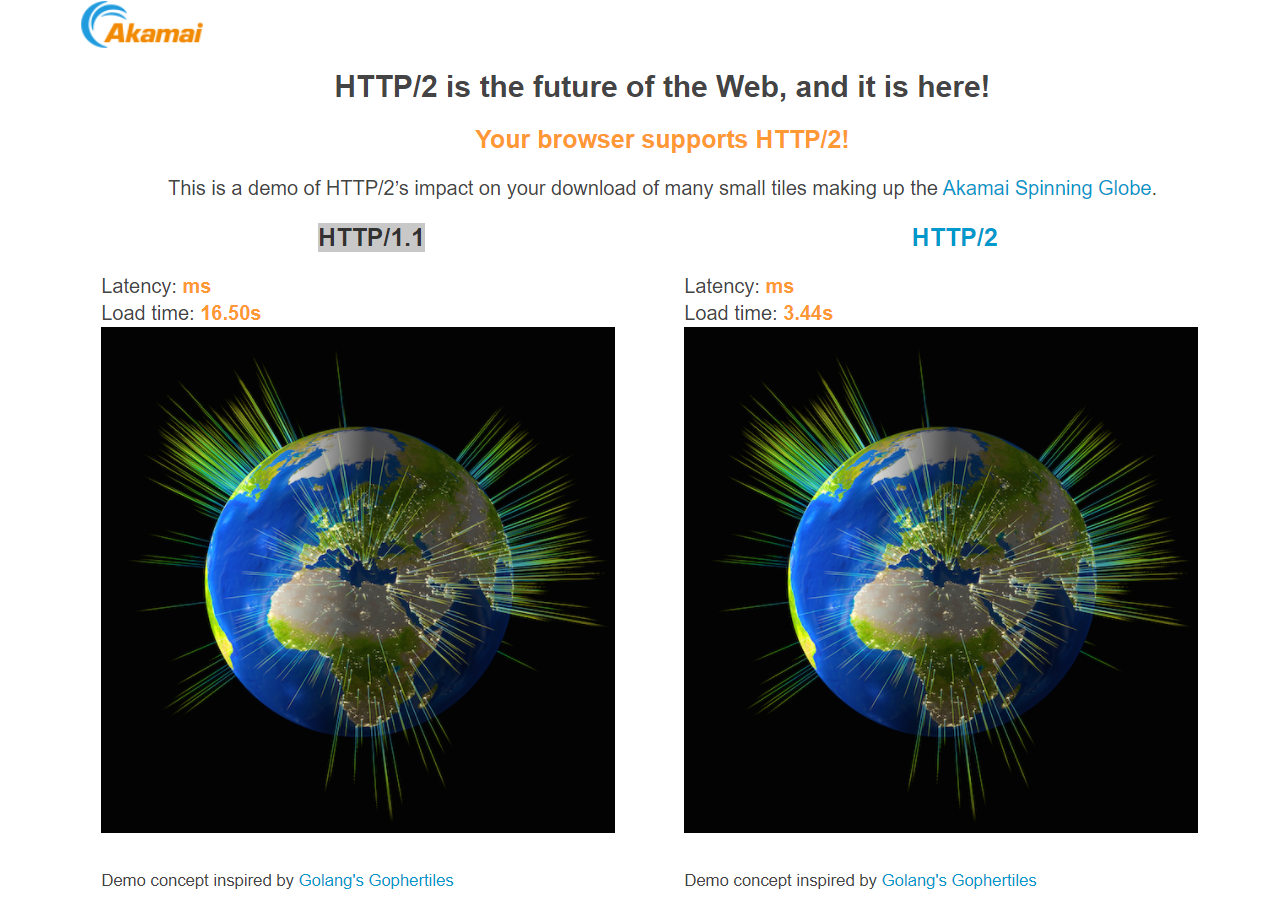 Akamai
HTTP/2 is the future of the Web, and it is here!
Your browser supports HTTP/2!
This is a demo of HTTP/2’s impact on your download of many small tiles making up the Akamai Spinning Globe.
HTTP/1.1
Latency: ms
Load time: 16.50s
Demo concept inspired by Golang's Gophertiles
HTTP/2
Latency: ms
Load time: 3.44s
Demo concept inspired by Golang's Gophertiles